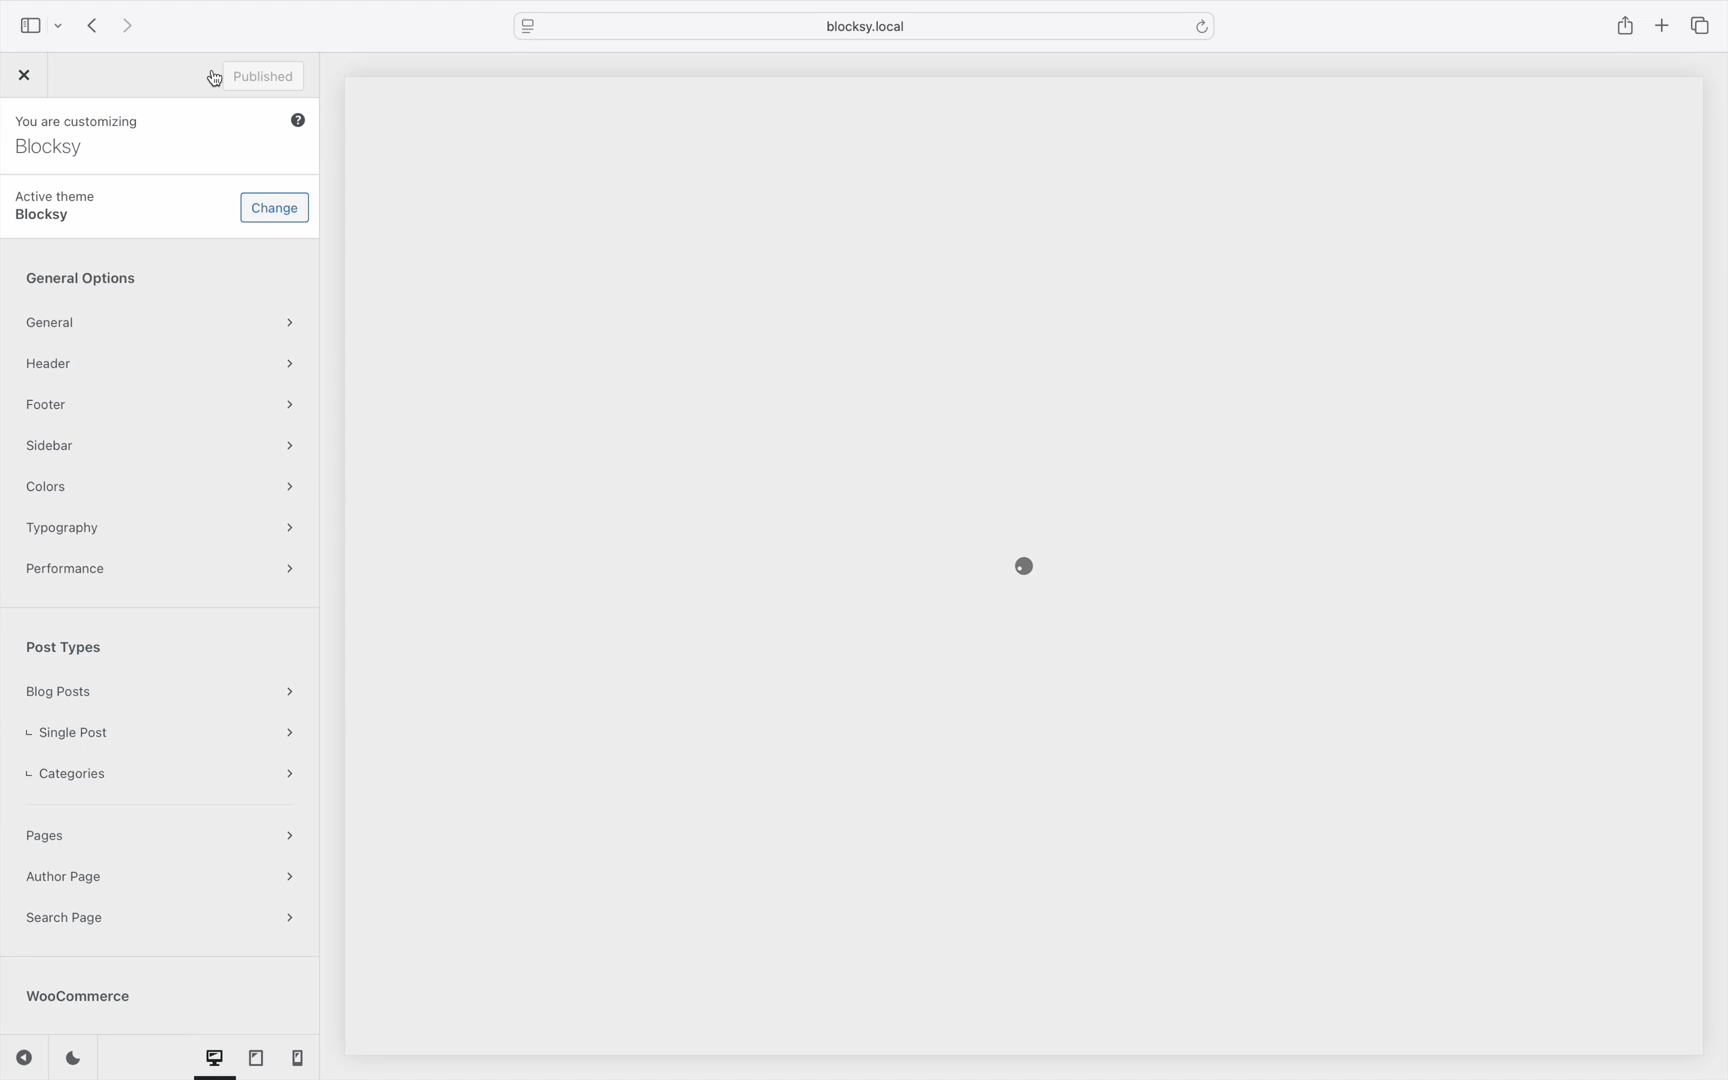 blocksy.local
Published
You are customizing
Blocksy
Active theme
Blocksy
Change
General Options
General
Header
Footer
Sidebar
Colors
Typography
Performance
Post Types
Blog Posts
Single Post
Categories
Pages
Author Page
Search Page
WooCommerce